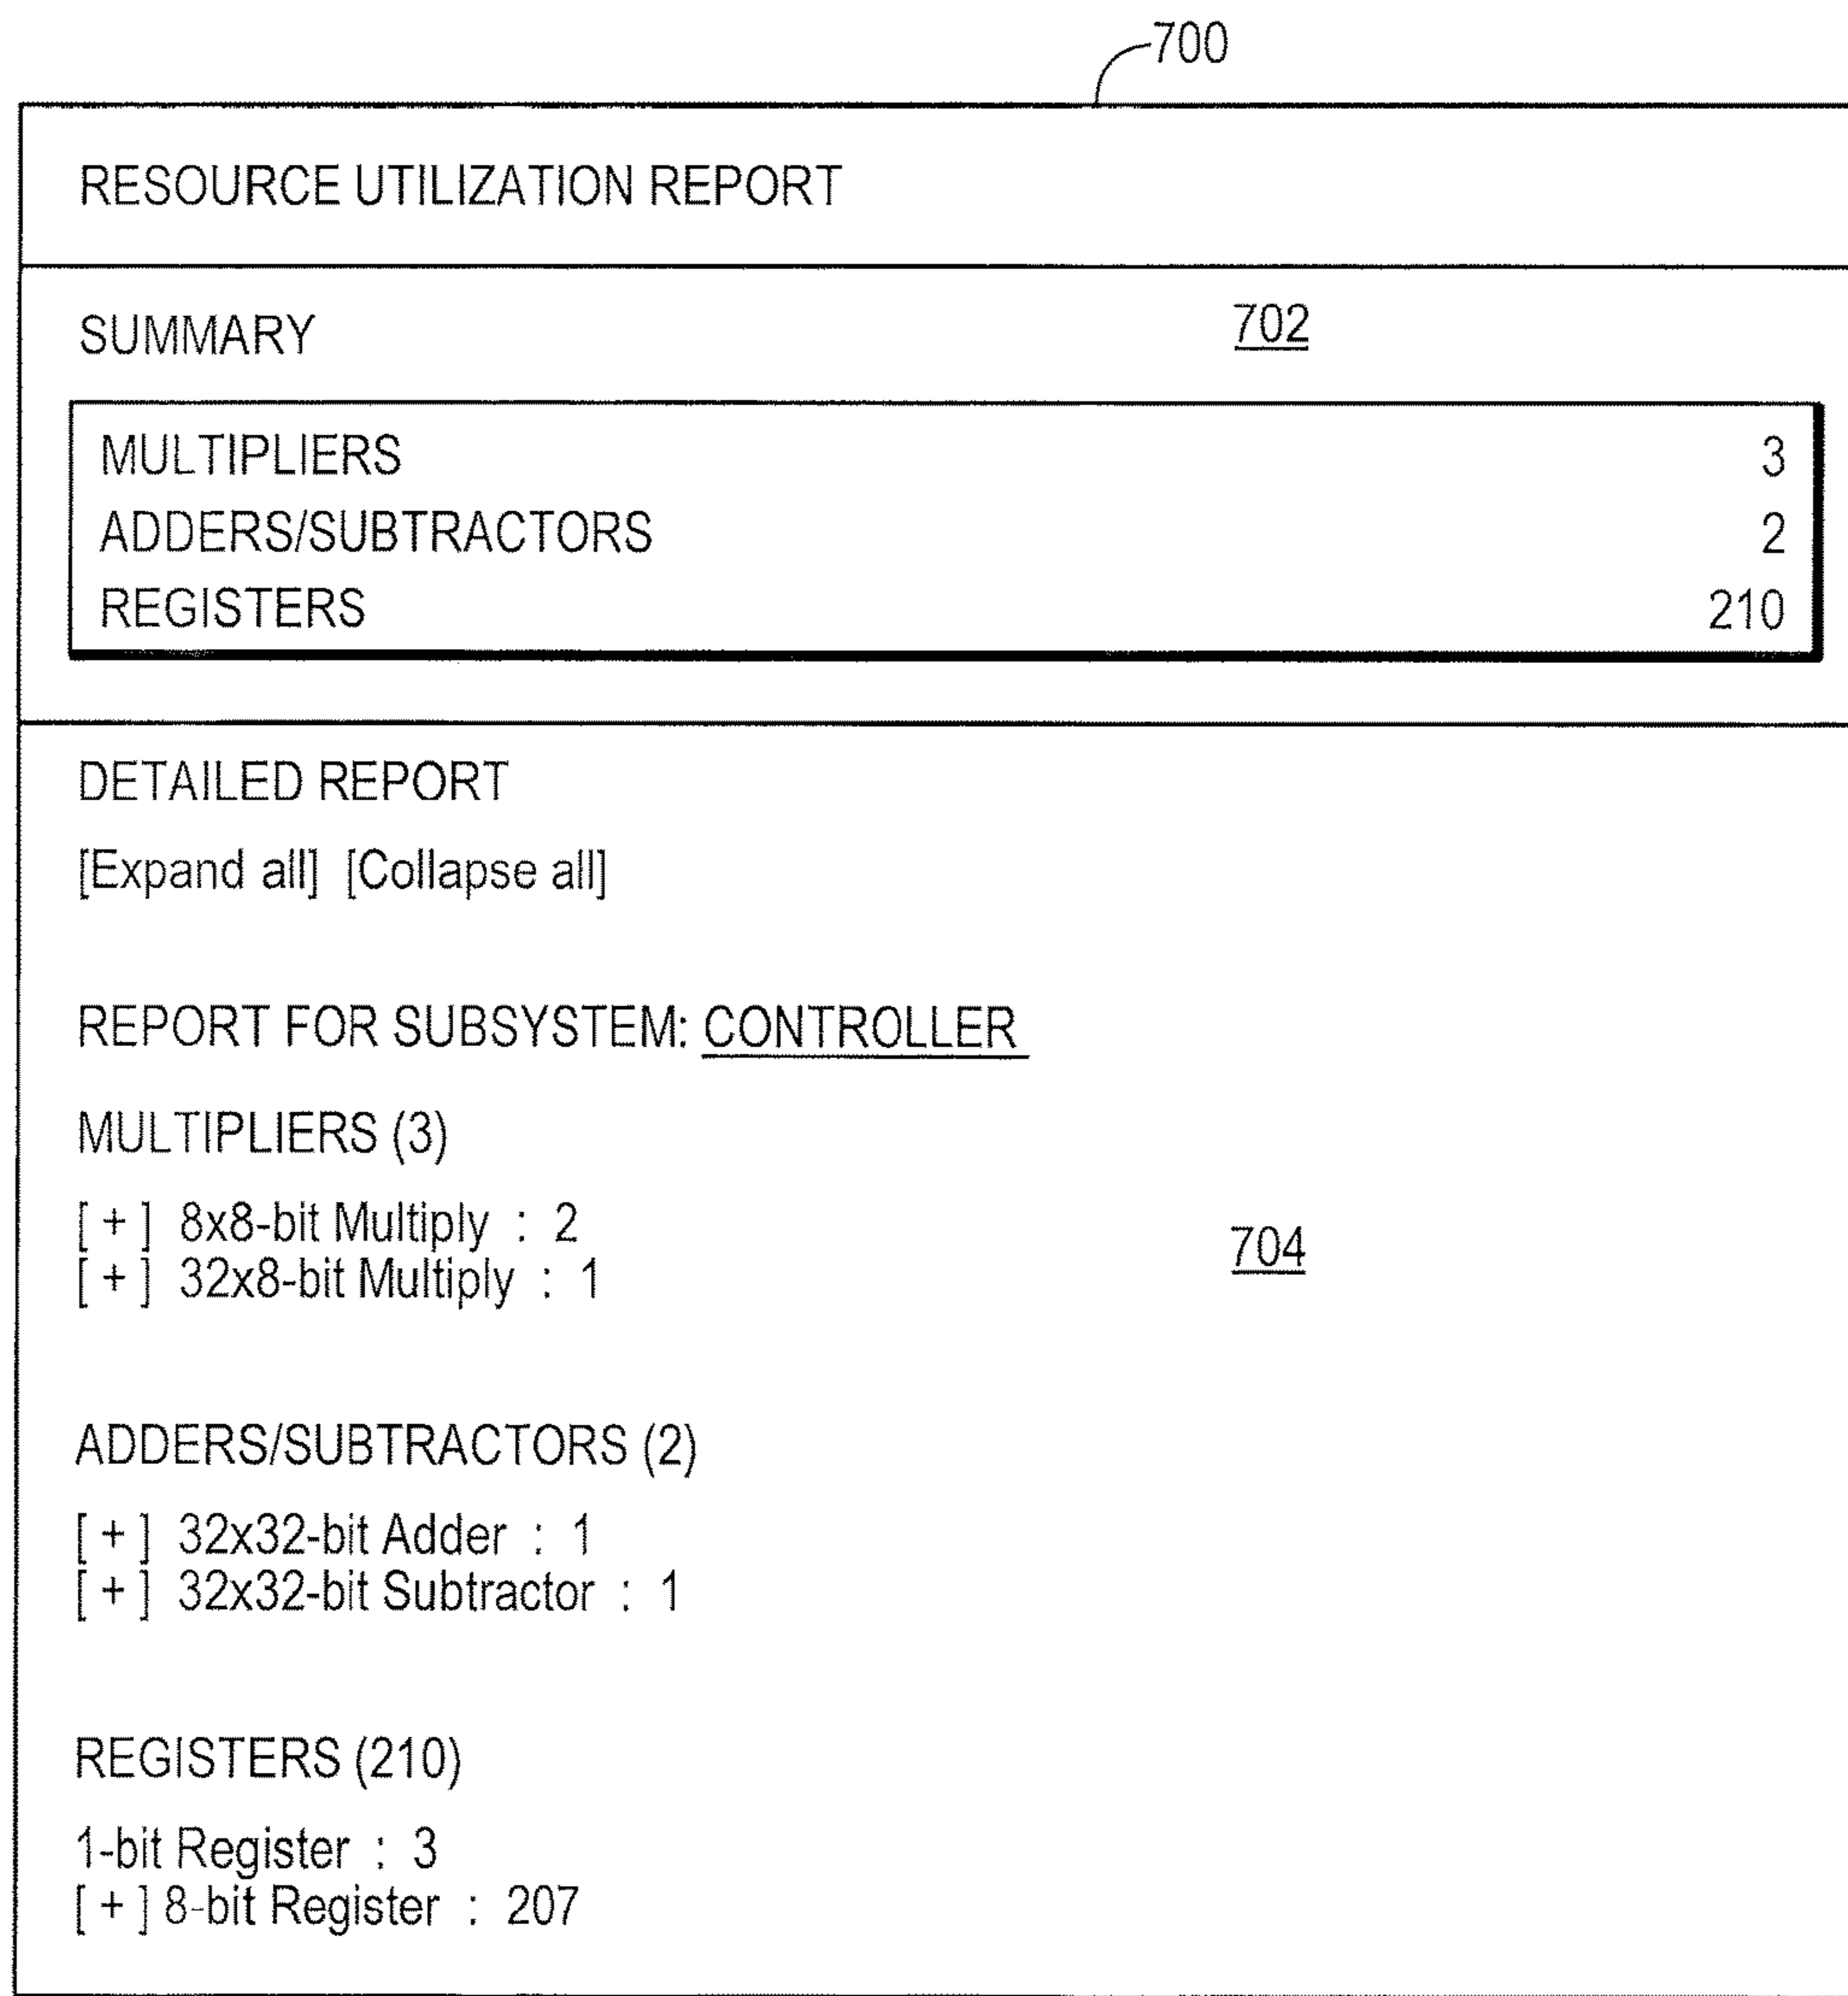 700
RESOURCE UTILIZATION REPORT
SUMMARY 702
MULTIPLIERS 3
ADDERS/SUBTRACTORS 2
REGISTERS 210
DETAILED REPORT
[Expand all] [Collapse all]
REPORT FOR SUBSYSTEM: CONTROLLER
MULTIPLIERS (3)
[ + ] 8x8-bit Multiply : 2
704
[ + ] 32x8-bit Multiply : 1
ADDERS/SUBTRACTORS (2)
[ + ] 32x32-bit Adder : 1
[ + ] 32x32-bit Subtractor : 1
REGISTERS (210)
1-bit Register : 3
[ + ] 8-bit Register : 207